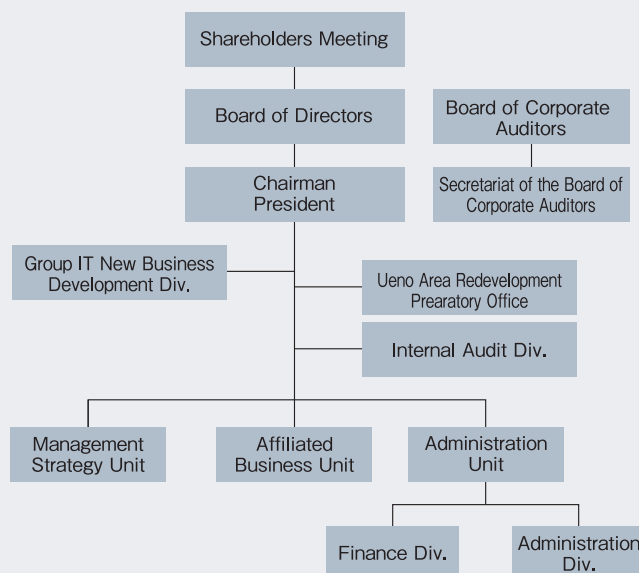 Shareholders Meeting
Board of Directors
Board of Corporate
Auditors
Chairman
President
Secretariat of the Board of
Corporate Auditors
Group IT New Business
Development Div.
Ueno Area Redevelopment
Prearatory Office
Internal Audit Div.
Management
Strategy Unit
Affiliated
Business Unit
Administration
Unit
Finance Div.
Administration
Div.